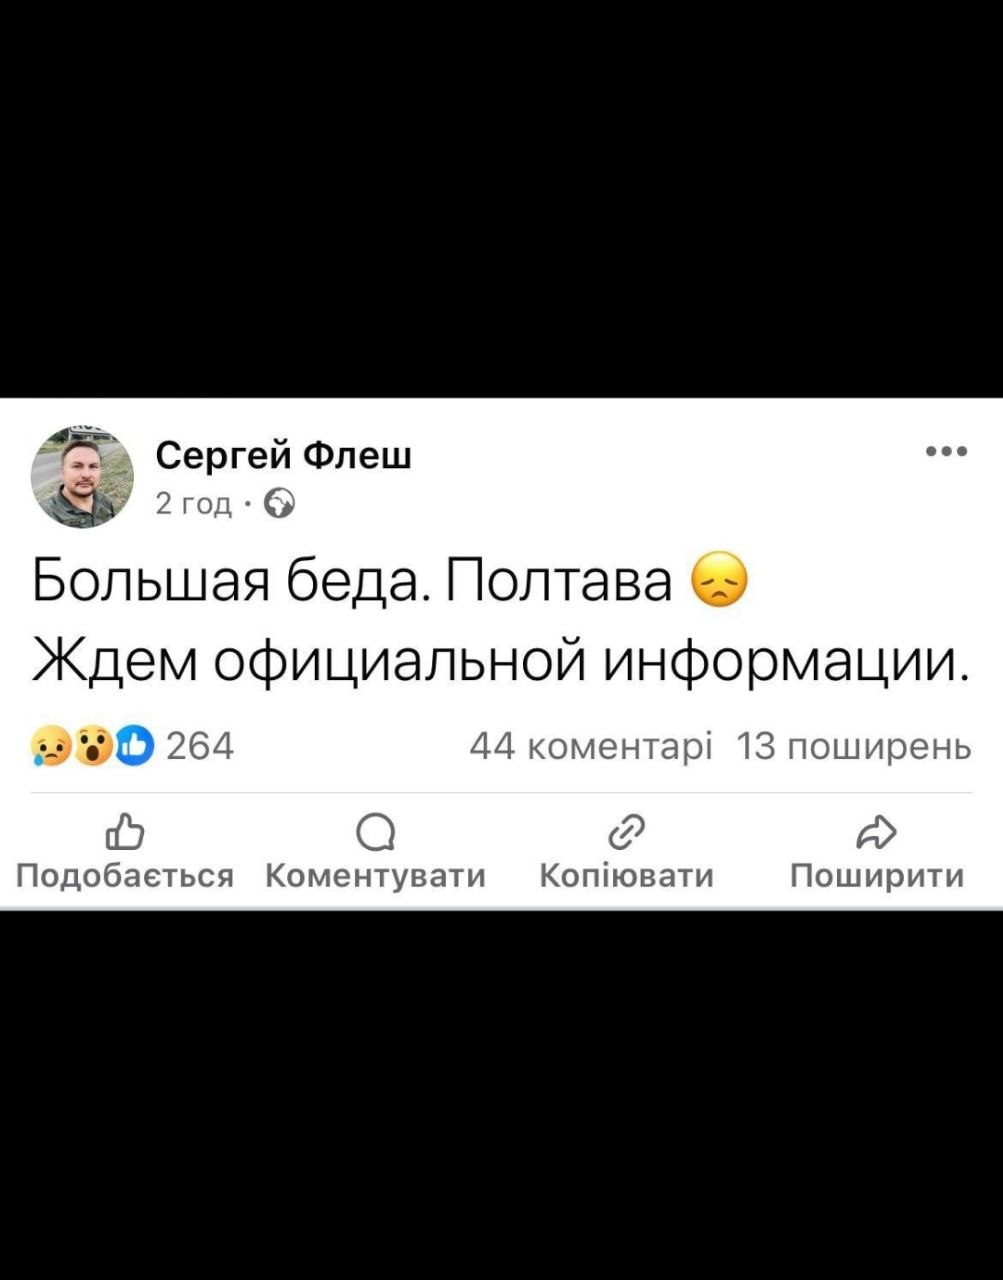 Сергей Флеш
2 год ·
Большая беда. Полтава 😞
Ждем официальной информации.
264 44 коментарі 13 поширень
Подобається Коментувати Копіювати Поширити